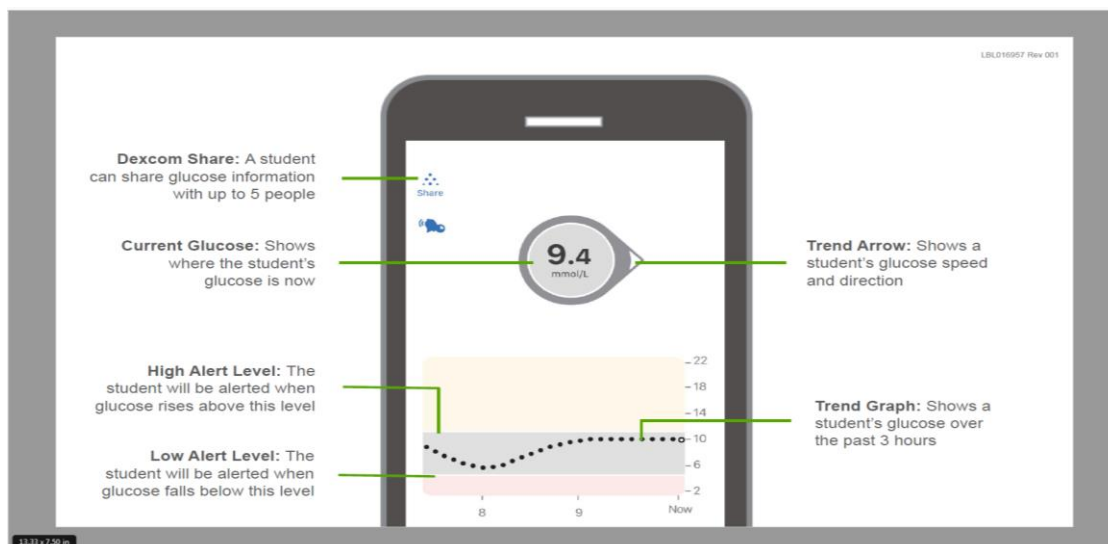 LBL016957 Rev 001
Dexcom Share: A student
can share glucose information
with up to 5 people
Share
Current Glucose: Shows
where the student's
glucose is now
9.4
mmol/L
Trend Arrow: Shows a
student's glucose speed
and direction
High Alert Level: The
student will be alerted when
glucose rises above this level
Low Alert Level: The
student will be alerted when
glucose falls below this level
22
18
14
10
6
2
8
9
Now
Trend Graph: Shows a
student's glucose over
the past 3 hours
13.33 x 7.50 in